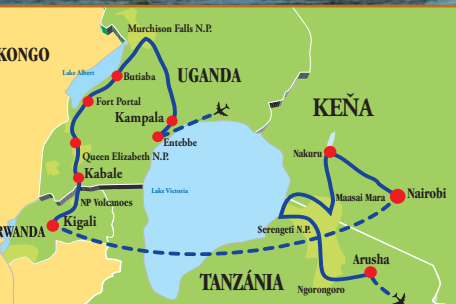 Murchison Falls N.P.
KONGO
Lake Albert
Butiaba
UGANDA
Fort Portal
Kampala
KEŇA
Entebbe
Queen Elizabeth N.P.
Nakuru
Kabale
Lake Victoria
Maasai Mara
Nairobi
NP Volcanoes
Kigali
RWANDA
Serengeti N.P.
Arusha
TANZÁNIA
Ngorongoro